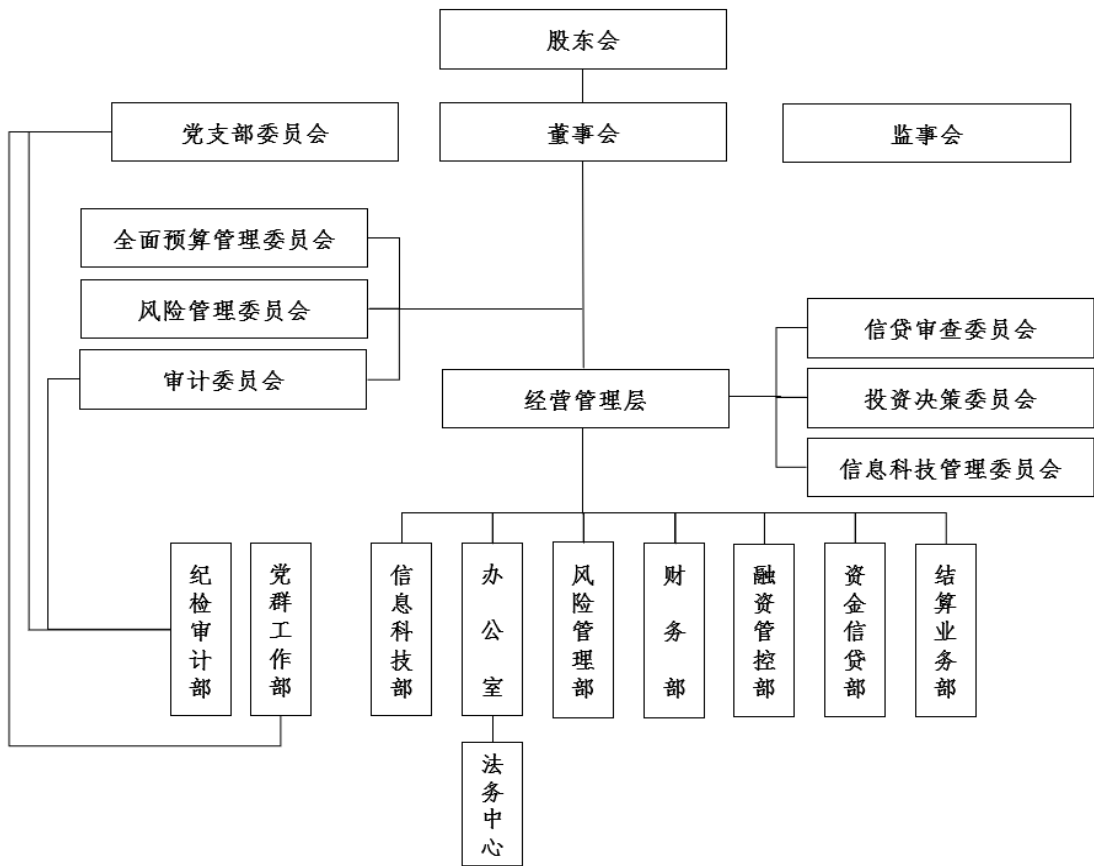 股东会
党支部委员会
董事会
监事会
全面预算管理委员会
风险管理委员会
审计委员会
经营管理层
信贷审查委员会
投资决策委员会
信息科技管理委员会
纪检审计部
党群工作部
信息科技部
办公室
风险管理部
财务部
融资管控部
资金信贷部
结算业务部
法务中心